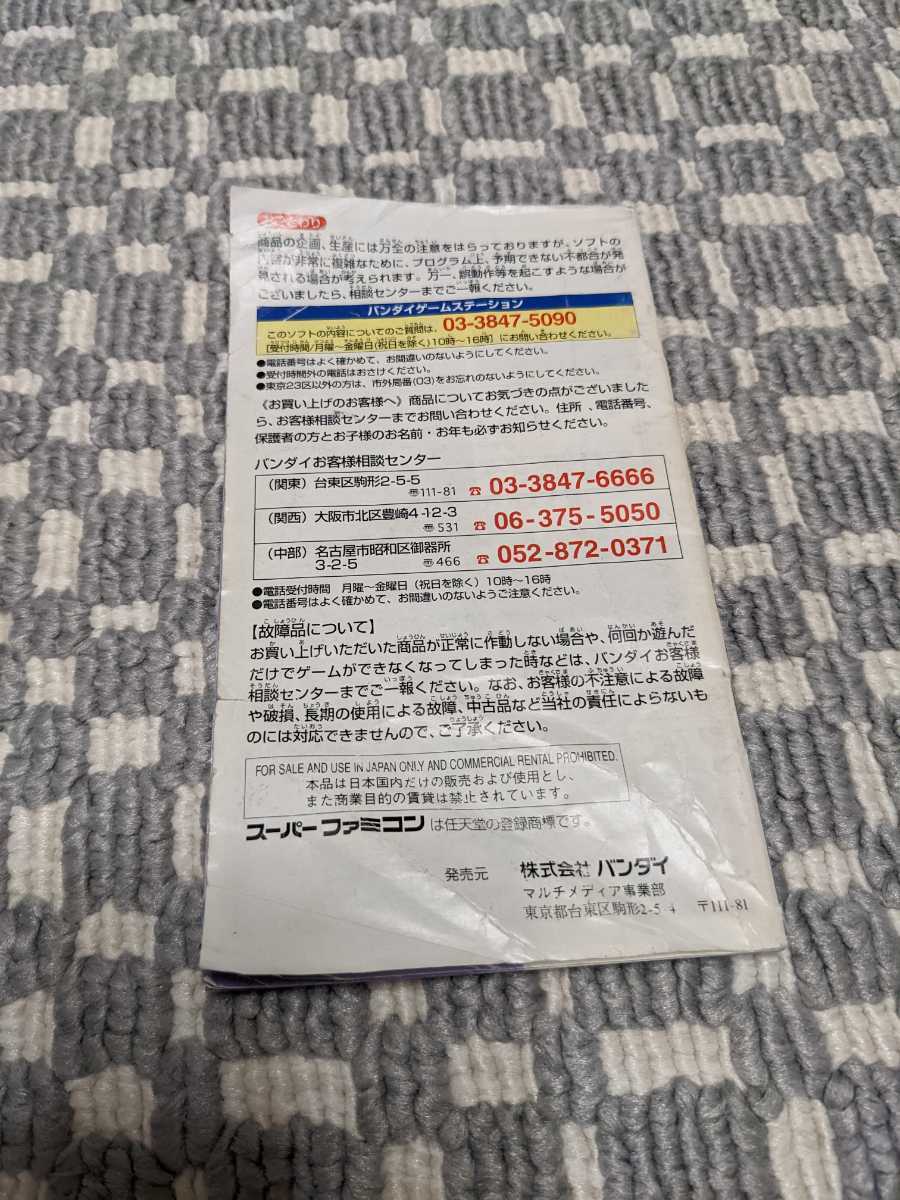 おことわり
商品の企画、生産には万全の注意をはらっておりますが、ソフトの
内容が非常に複雑なために、プログラム上、予期できない不都合が発
見される場合が考えられます。万一、誤動作等を起こすような場合が
ございましたら、相談センターまでご一報ください。
バンダイゲームステーション
このソフトの内容についてのご質問は、03-3847-5090
[受付時間/月曜～金曜日(祝日を除く)10時～16時]にお問い合わせください。
●電話番号はよく確かめて、お間違いのないようにしてください。
●受付時間外の電話はおさけください。
●東京23区以外の方は、市外局番(03)をお忘れのないようにしてください。
《お買い上げのお客様へ》商品についてお気づきの点がございました
ら、お客様相談センターまでお問い合わせください。住所、電話番号、
保護者の方とお子様のお名前・お年も必ずお知らせください。
バンダイお客様相談センター
（関東）台東区駒形2-5-5
〠111-81 ☎ 03-3847-6666
（関西）大阪市北区豊崎4-12-3
〠531 ☎ 06-375-5050
（中部）名古屋市昭和区御器所
3-2-5 〠466 ☎ 052-872-0371
●電話受付時間 月曜～金曜日（祝日を除く）10時～16時
●電話番号はよく確かめて、お間違いのないようご注意ください。
【故障品について】
お買い上げいただいた商品が正常に作動しない場合や、何回か遊んだ
だけでゲームができなくなってしまった時などは、バンダイお客様
相談センターまでご一報ください。なお、お客様の不注意による故障
や破損、長期の使用による故障、中古品など当社の責任によらないも
のには対応できませんので、ご了承ください。
FOR SALE AND USE IN JAPAN ONLY AND COMMERCIAL RENTAL PROHIBITED.
本品は日本国内だけの販売および使用とし、
また商業目的の賃貸は禁止されています。
スーパーファミコンは任天堂の登録商標です。
発売元 株式会社 バンダイ
マルチメディア事業部
東京都台東区駒形2-5-4 〒111-81